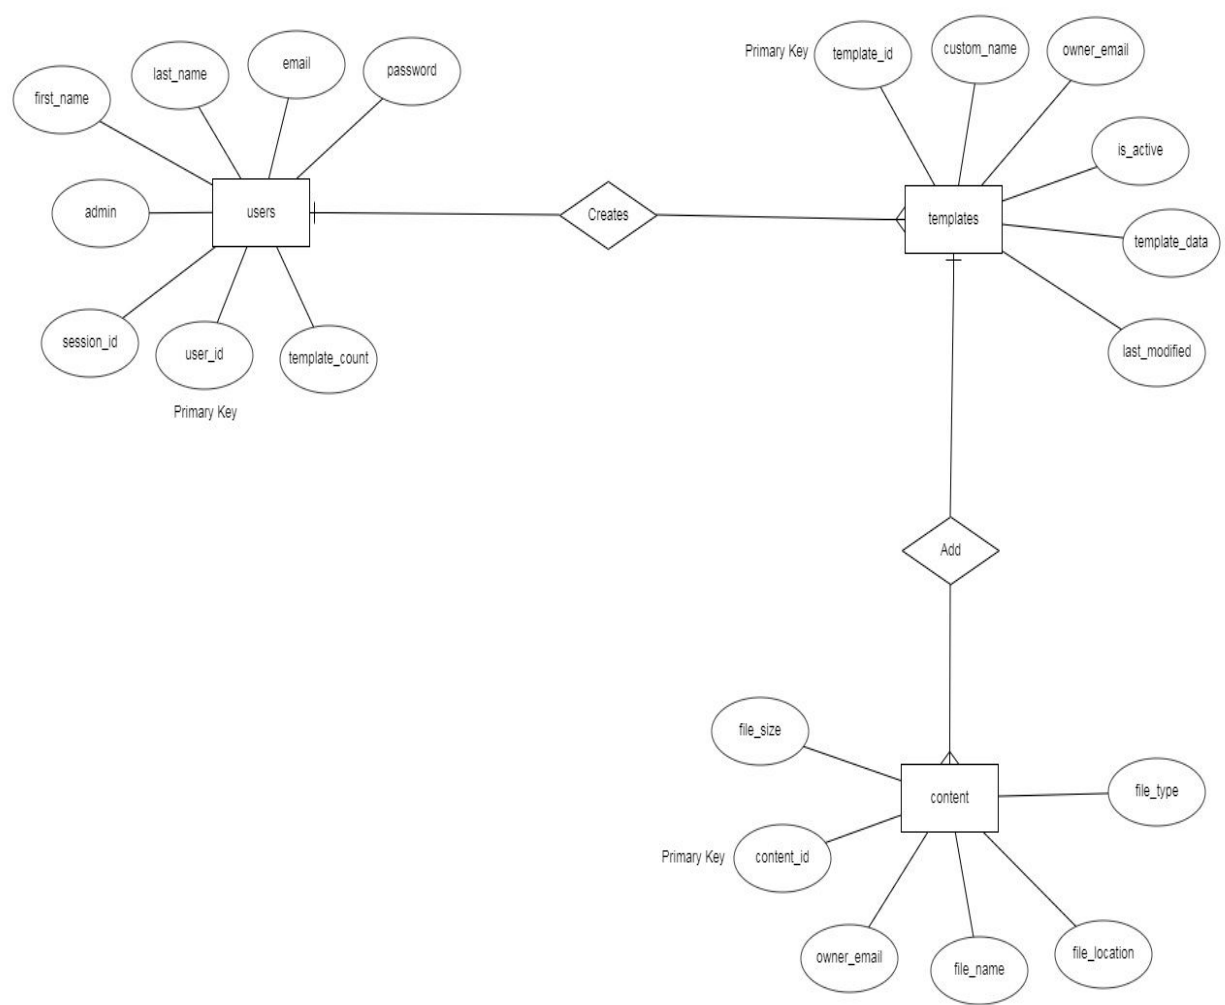 first_name
last_name
email
password
admin
users
session_id
user_id
template_count
Primary Key
Creates
Primary Key
template_id
custom_name
owner_email
is_active
templates
template_data
last_modified
Add
file_size
content
file_type
Primary Key
content_id
owner_email
file_name
file_location